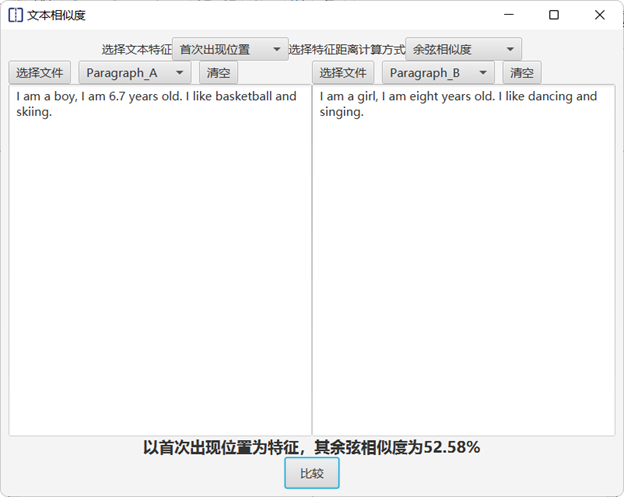 文本相似度
选择文本特征 首次出现位置 选择特征距离计算方式 余弦相似度
选择文件 Paragraph_A 清空 选择文件 Paragraph_B 清空
I am a boy, I am 6.7 years old. I like basketball and
skiing.
I am a girl, I am eight years old. I like dancing and
singing.
以首次出现位置为特征，其余弦相似度为52.58%
比较